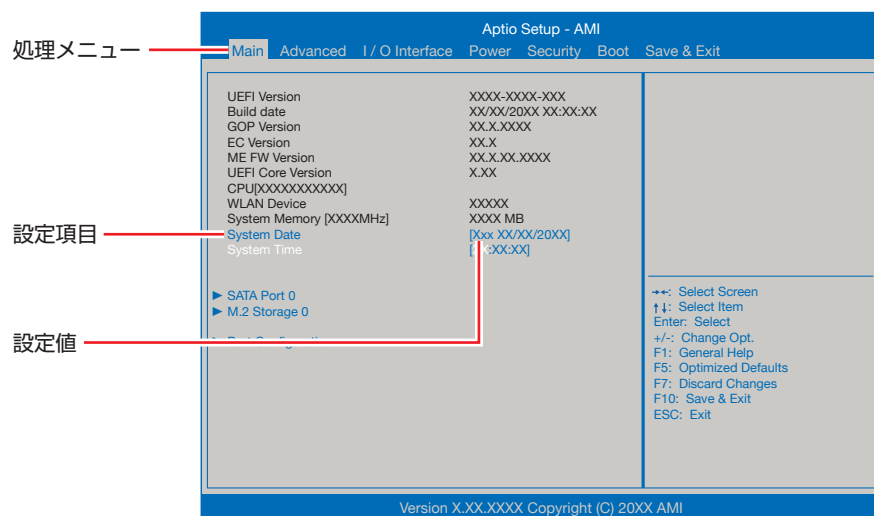 Aptio Setup - AMI
処理メニュー
Main Advanced I / O Interface Power Security Boot Save & Exit
UEFI Version XXXX-XXXX-XXX
Build date XX/XX/20XX XX:XX:XX
GOP Version XX.X.XXXX
EC Version XX.X
ME FW Version XX.X.XX.XXXX
UEFI Core Version X.XX
CPU[XXXXXXXXXXX]
WLAN Device XXXXX
System Memory [XXXXMHz] XXXX MB
設定項目
System Date [Xxx XX/XX/20XX]
System Time [XX:XX:XX]
▶ SATA Port 0
▶ M.2 Storage 0
設定値
→←: Select Screen
↑↓: Select Item
Enter: Select
+/-: Change Opt.
F1: General Help
F5: Optimized Defaults
F7: Discard Changes
F10: Save & Exit
ESC: Exit
Version X.XX.XXXX Copyright (C) 20XX AMI